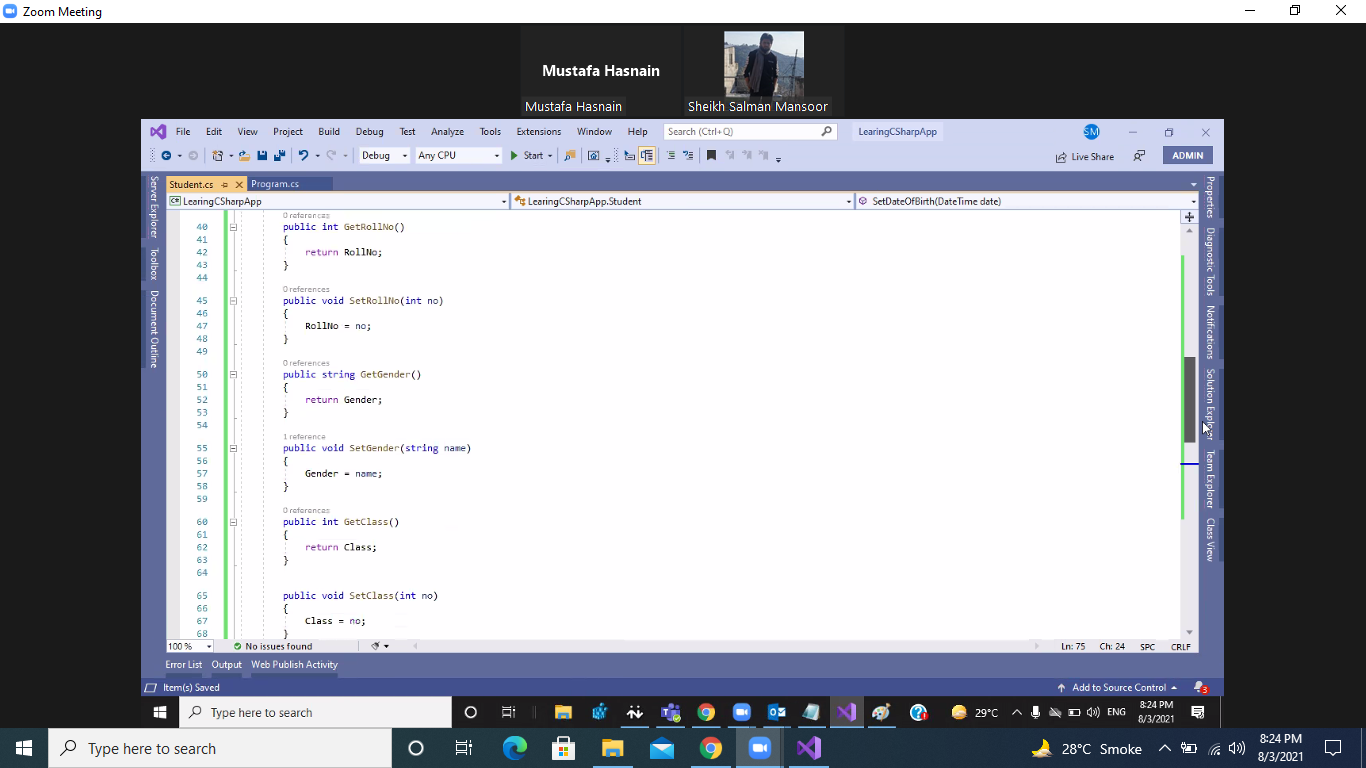 Zoom Meeting
Mustafa Hasnain
Mustafa Hasnain
Sheikh Salman Mansoor
File Edit View Project Build Debug Test Analyze Tools Extensions Window Help Search (Ctrl+Q) LearingCSharpApp SM
Debug Any CPU Start Live Share ADMIN
Student.cs Program.cs
C# LearingCSharpApp LearingCSharpApp.Student SetDateOfBirth(DateTime date)
Server Explorer
Toolbox
Document Outline
0 references
40 public int GetRollNo()
41 {
42 return RollNo;
43 }
44
0 references
45 public void SetRollNo(int no)
46 {
47 RollNo = no;
48 }
49
0 references
50 public string GetGender()
51 {
52 return Gender;
53 }
54
1 reference
55 public void SetGender(string name)
56 {
57 Gender = name;
58 }
59
0 references
60 public int GetClass()
61 {
62 return Class;
63 }
64
65 public void SetClass(int no)
66 {
67 Class = no;
68 }
Properties
Diagnostic Tools
Notifications
Solution Explorer
Team Explorer
Class View
100 % No issues found Ln: 75 Ch: 24 SPC CRLF
Error List Output Web Publish Activity
Item(s) Saved Add to Source Control 3
Type here to search 29°C ENG 8:24 PM
8/3/2021
Type here to search 28°C Smoke 8:24 PM
8/3/2021